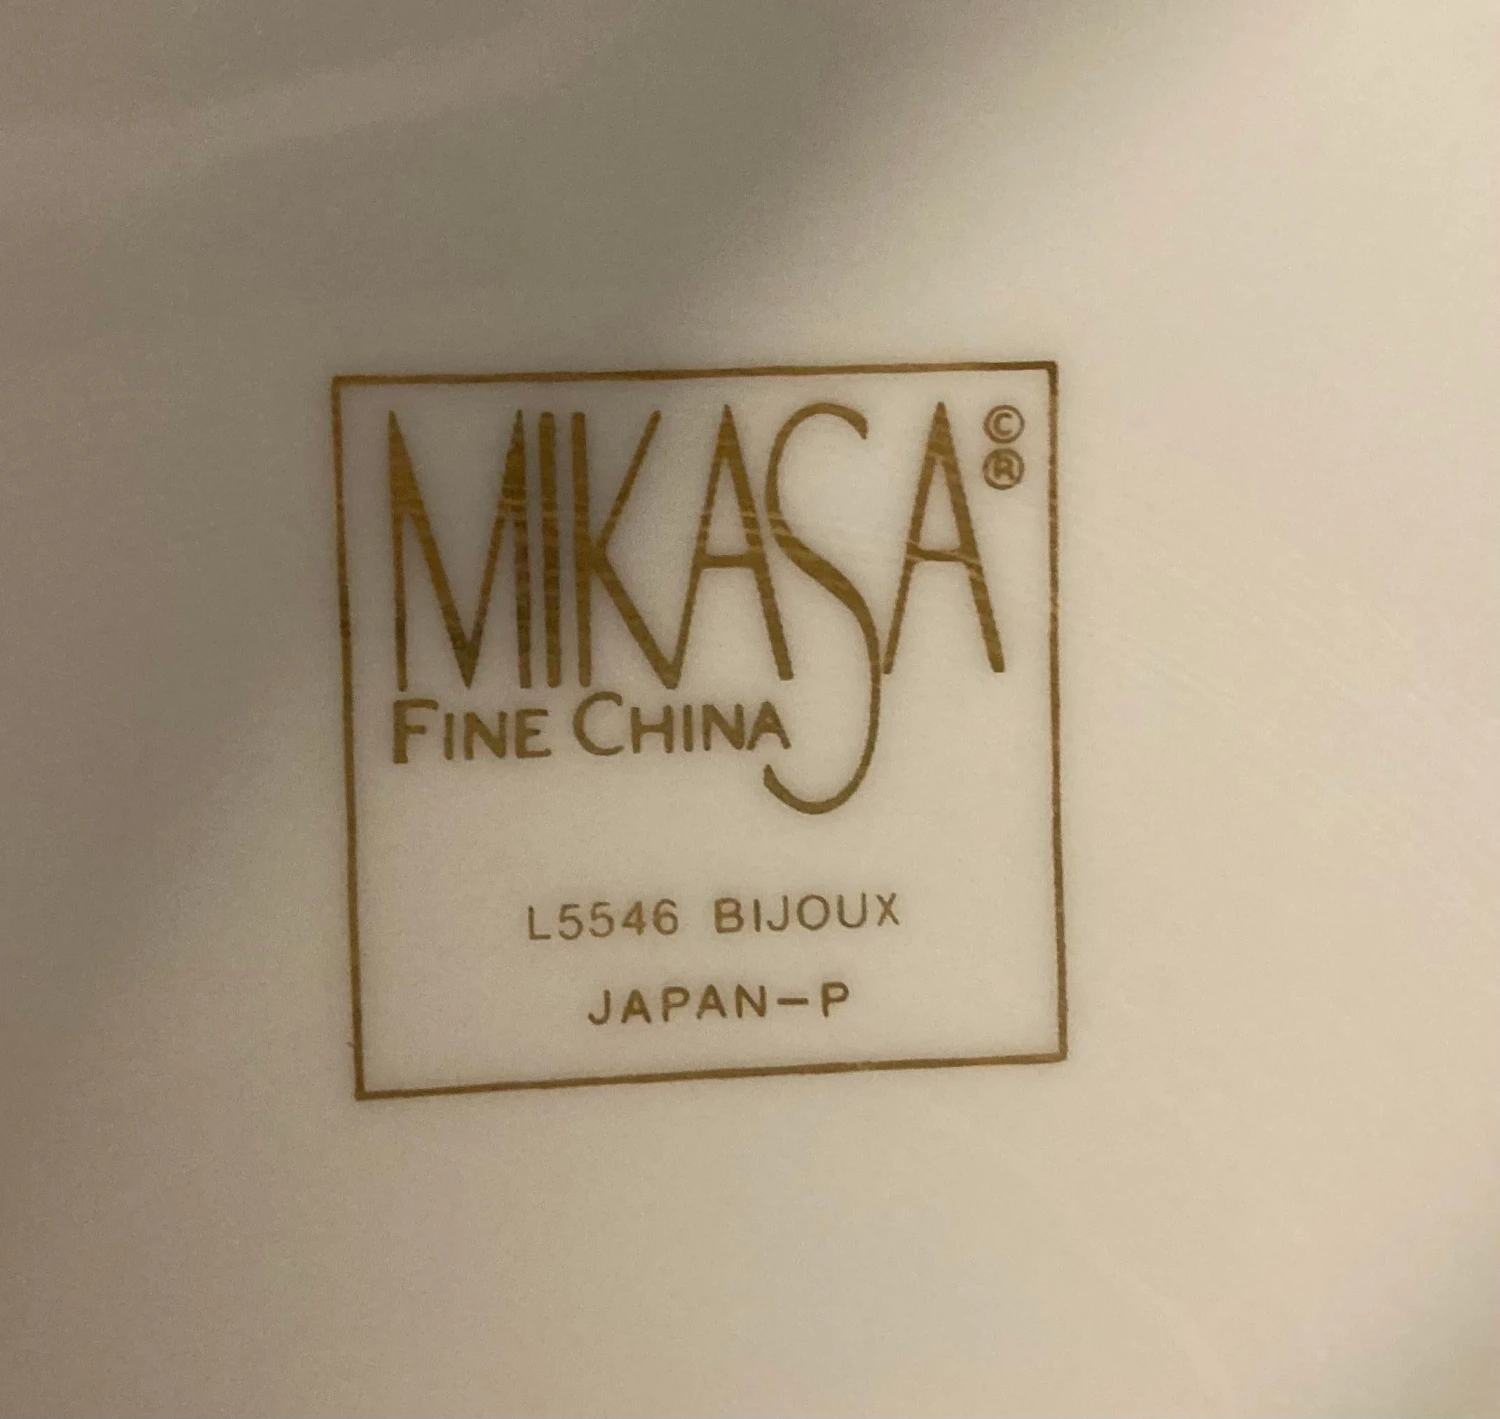 MIKASA ©
®
FINE CHINA
L5546 BIJOUX
JAPAN-P